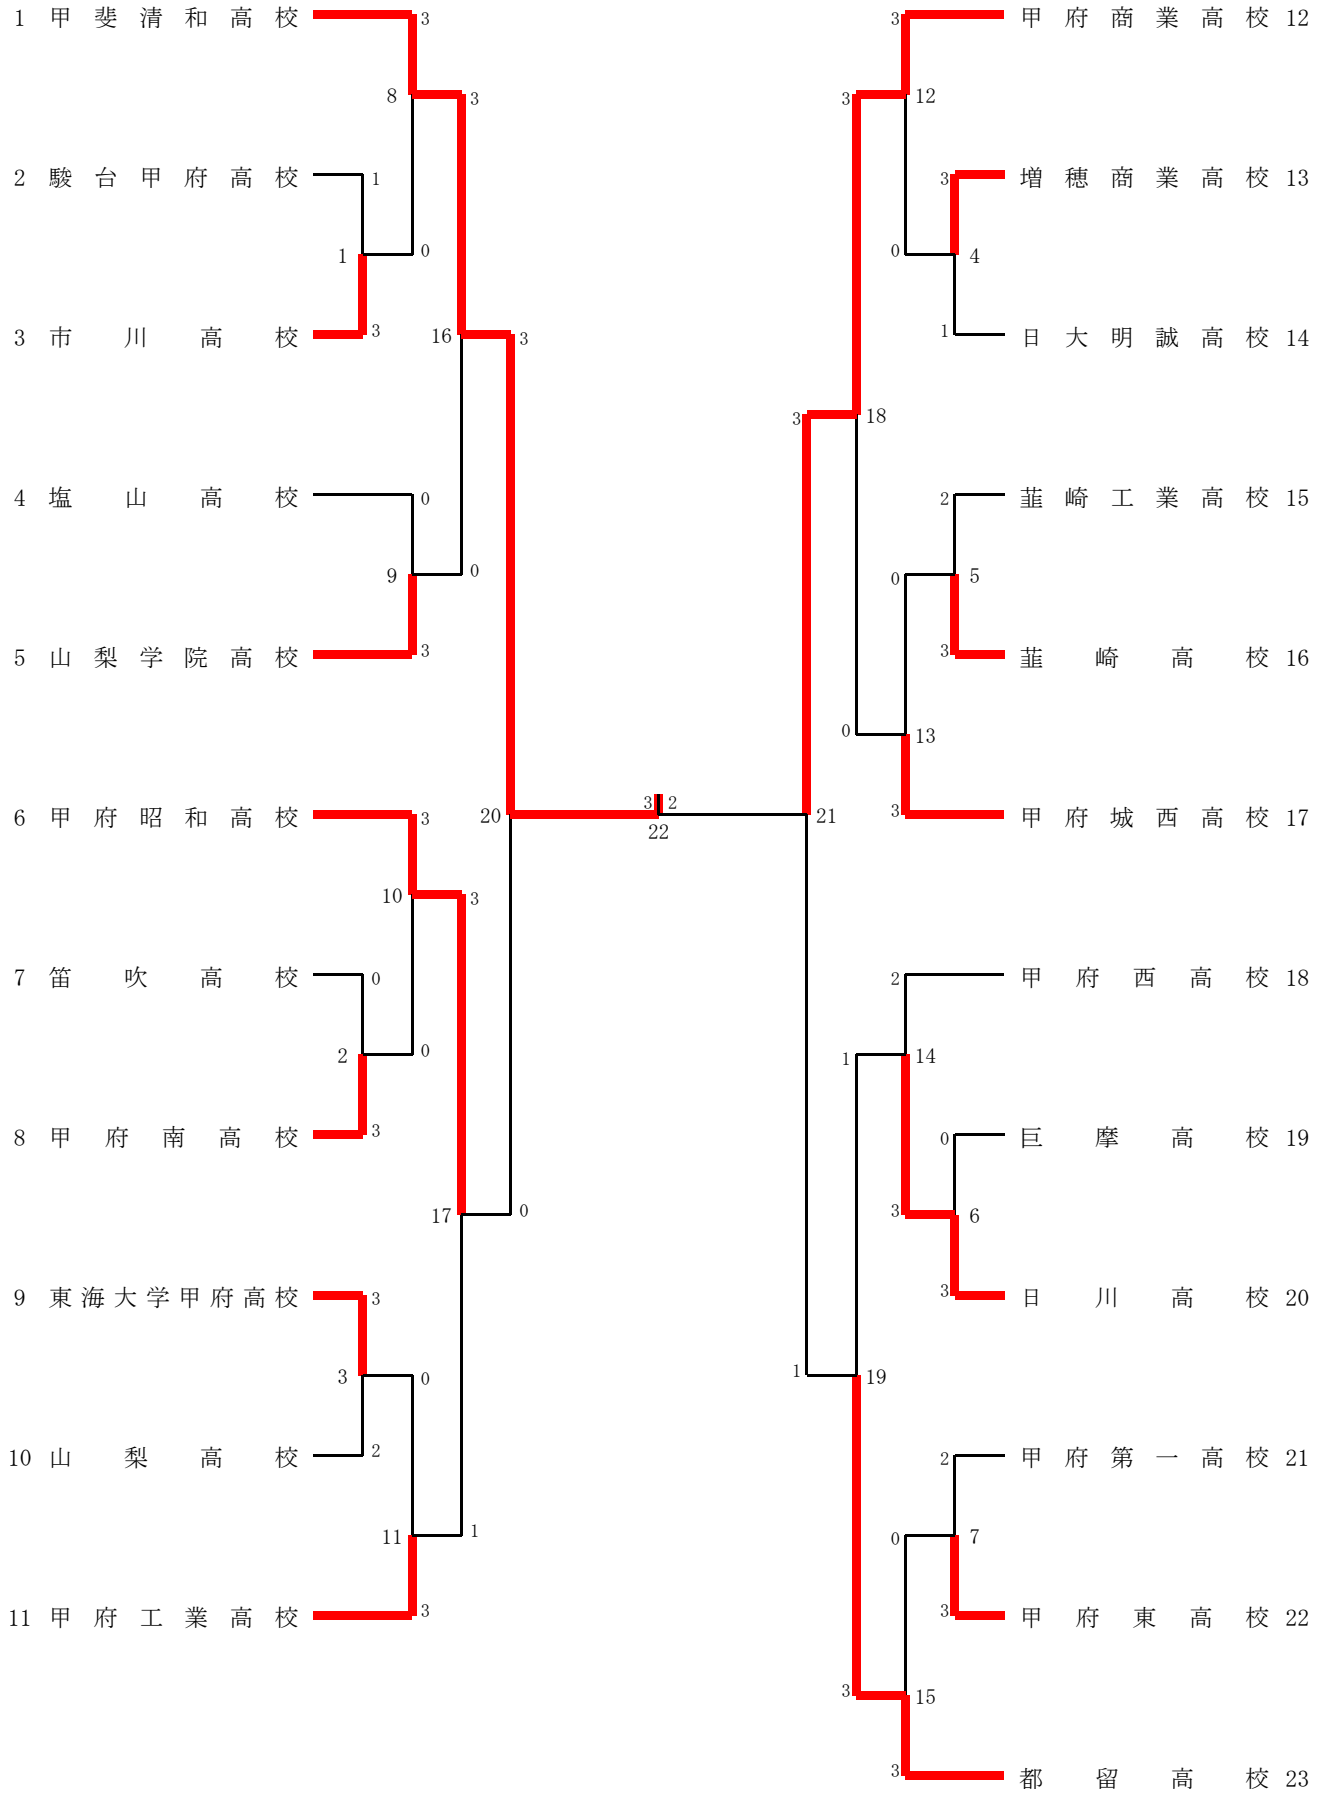 1 甲斐清和高校 3 3 甲府商業高校 12
8 3 3 12
2 駿台甲府高校 1 3 増穂商業高校 13
1 0 0 4
3 市川高校 3 16 3 1 日大明誠高校 14
3 18
4 塩山高校 0 2 韮崎工業高校 15
9 0 0 5
5 山梨学院高校 3 3 韮崎高校 16
0 13
3 2
6 甲府昭和高校 3 20 22 21 3 甲府城西高校 17
10 3
7 笛吹高校 0 2 甲府西高校 18
2 0 1 14
8 甲府南高校 3 0 巨摩高校 19
17 0 3 6
9 東海大学甲府高校 3 3 日川高校 20
3 0 1 19
10 山梨高校 2 2 甲府第一高校 21
11 1 0 7
11 甲府工業高校 3 3 甲府東高校 22
3 15
3 都留高校 23